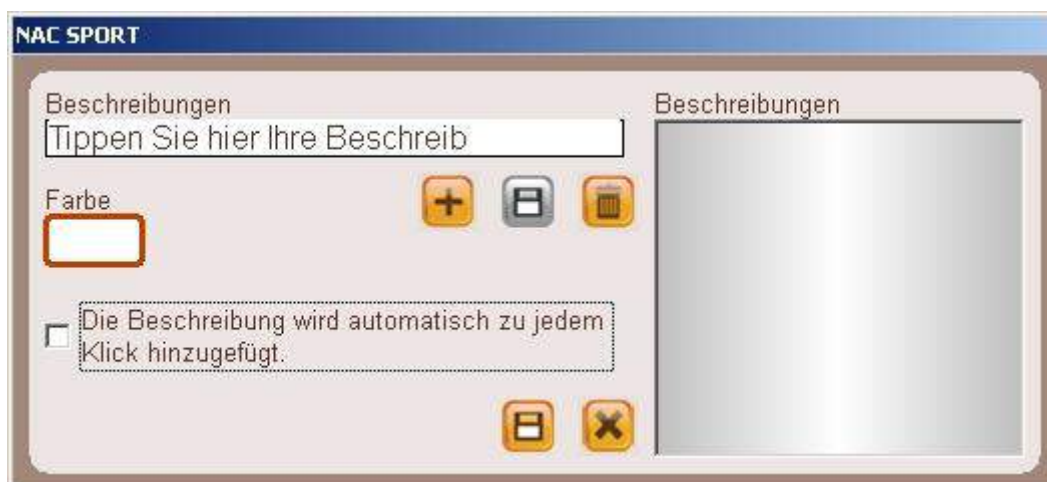 NAC SPORT
Beschreibungen
Tippen Sie hier Ihre Beschreib
Farbe
Die Beschreibung wird automatisch zu jedem
Klick hinzugefügt.
Beschreibungen